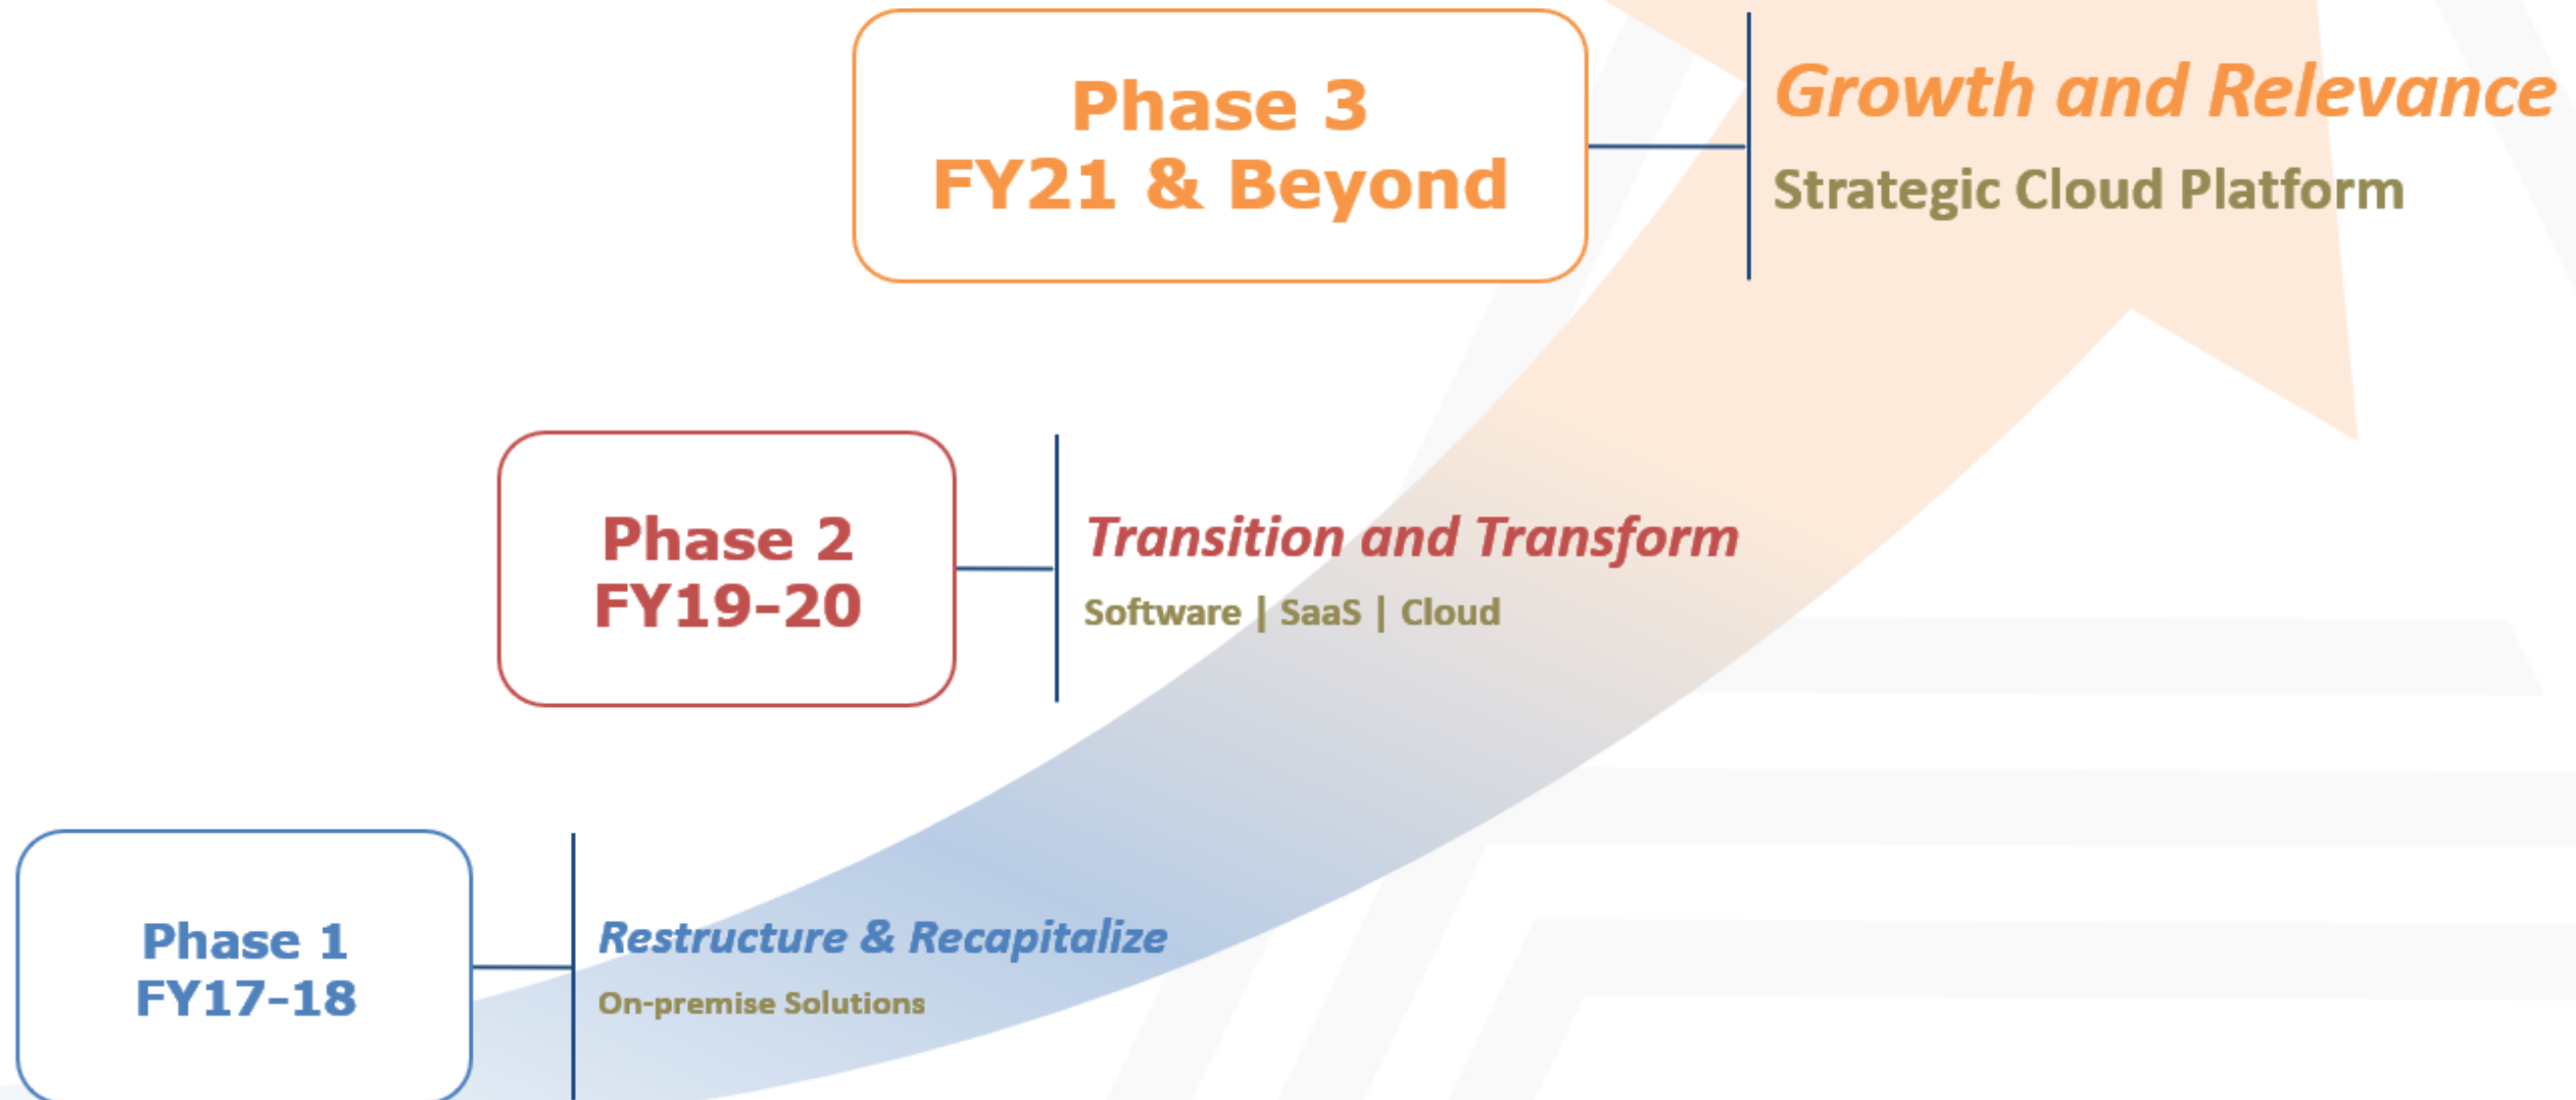 Phase 3
FY21 & Beyond
Growth and Relevance
Strategic Cloud Platform
Phase 2
FY19-20
Transition and Transform
Software | SaaS | Cloud
Phase 1
FY17-18
Restructure & Recapitalize
On-premise Solutions